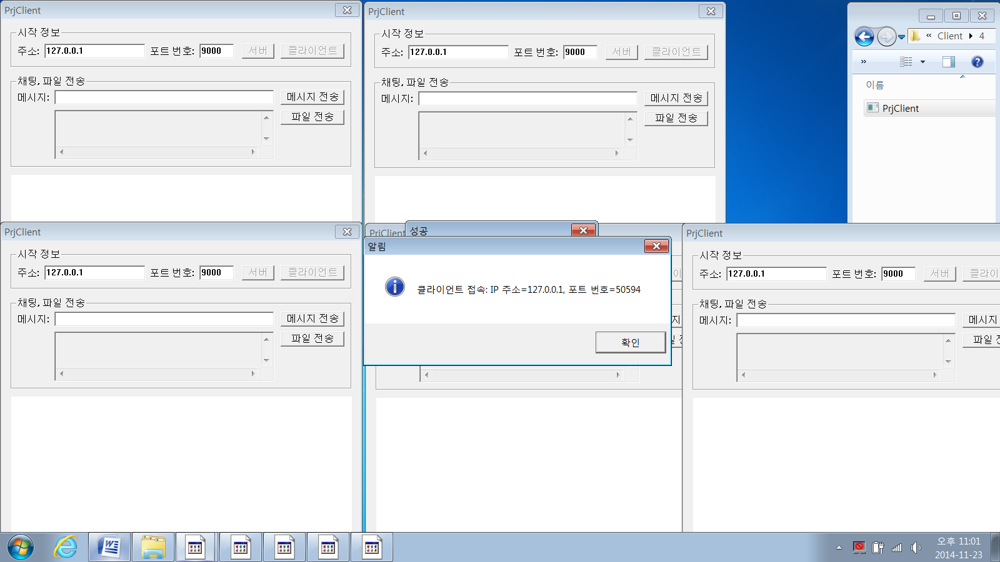 PrjClient
시작 정보
주소: 127.0.0.1 포트 번호: 9000 서버 클라이언트
채팅, 파일 전송
메시지: 메시지 전송
파일 전송
PrjClient
시작 정보
주소: 127.0.0.1 포트 번호: 9000 서버 클라이언트
채팅, 파일 전송
메시지: 메시지 전송
파일 전송
« Client 4
»
이름
PrjClient
PrjClient
시작 정보
주소: 127.0.0.1 포트 번호: 9000 서버 클라이언트
채팅, 파일 전송
메시지: 메시지 전송
파일 전송
PrjClient
성공
알림
클라이언트 접속: IP 주소=127.0.0.1, 포트 번호=50594
확인
PrjClient
시작 정보
주소: 127.0.0.1 포트 번호: 9000 서버 클라이
채팅, 파일 전송
메시지: 메시지
파일
오후 11:01
2014-11-23